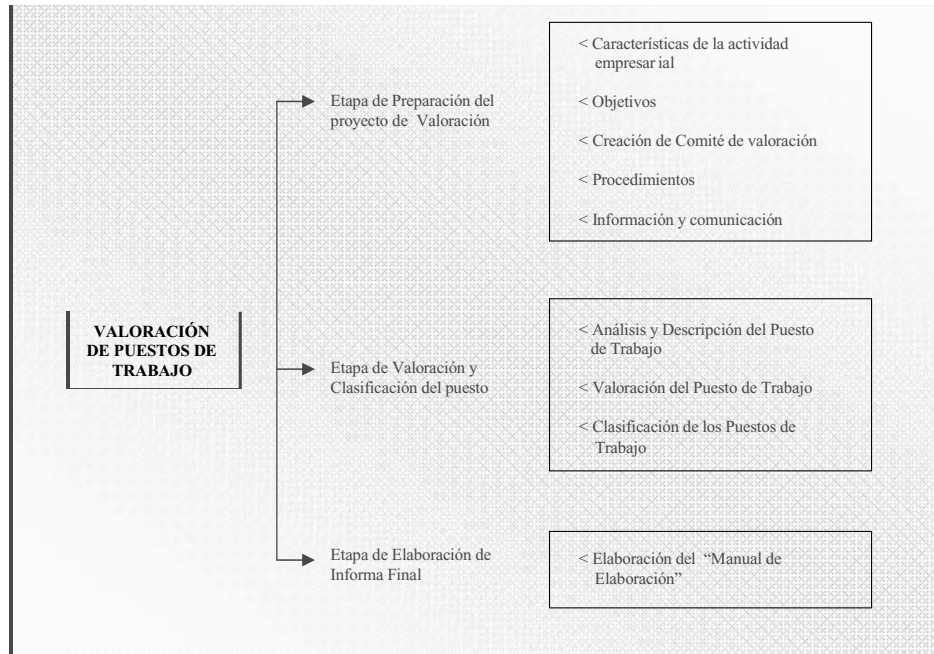 VALORACIÓN
DE PUESTOS DE
TRABAJO
Etapa de Preparación del
proyecto de Valoración
< Características de la actividad
empresarial
< Objetivos
< Creación de Comité de valoración
< Procedimientos
< Información y comunicación
Etapa de Valoración y
Clasificación del puesto
< Análisis y Descripción del Puesto
de Trabajo
< Valoración del Puesto de Trabajo
< Clasificación de los Puestos de
Trabajo
Etapa de Elaboración de
Informa Final
< Elaboración del “Manual de
Elaboración”